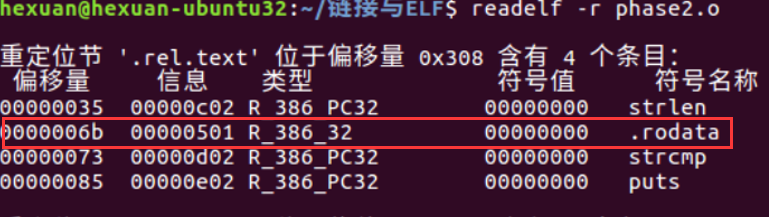 hexuan@hexuan-ubuntu32:~/链接与ELF$ readelf -r phase2.o
重定位节 '.rel.text' 位于偏移量 0x308 含有 4 个条目:
偏移量 信息 类型 符号值 符号名称
00000035 00000c02 R_386_PC32 00000000 strlen
0000006b 00000501 R_386_32 00000000 .rodata
00000073 00000d02 R_386_PC32 00000000 strcmp
00000085 00000e02 R_386_PC32 00000000 puts